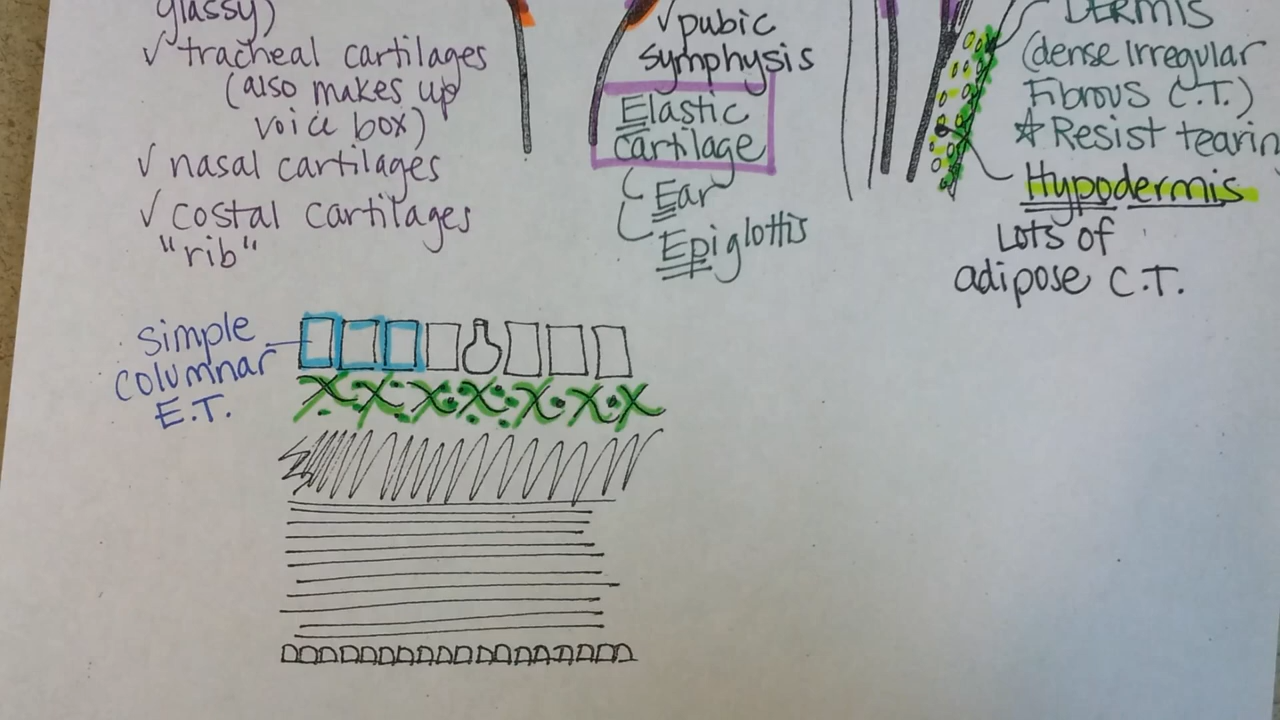 glassy)
√ tracheal cartilages
(also makes up
voice box)
√ nasal cartilages
√ costal cartilages
"rib"
√ pubic
symphysis
Elastic
cartilage
Ear
Epiglottis
DERMIS
(dense Irregular
Fibrous C.T.)
☆ Resist tearin
Hypodermis
Lots of
adipose C.T.
simple
columnar
E.T.